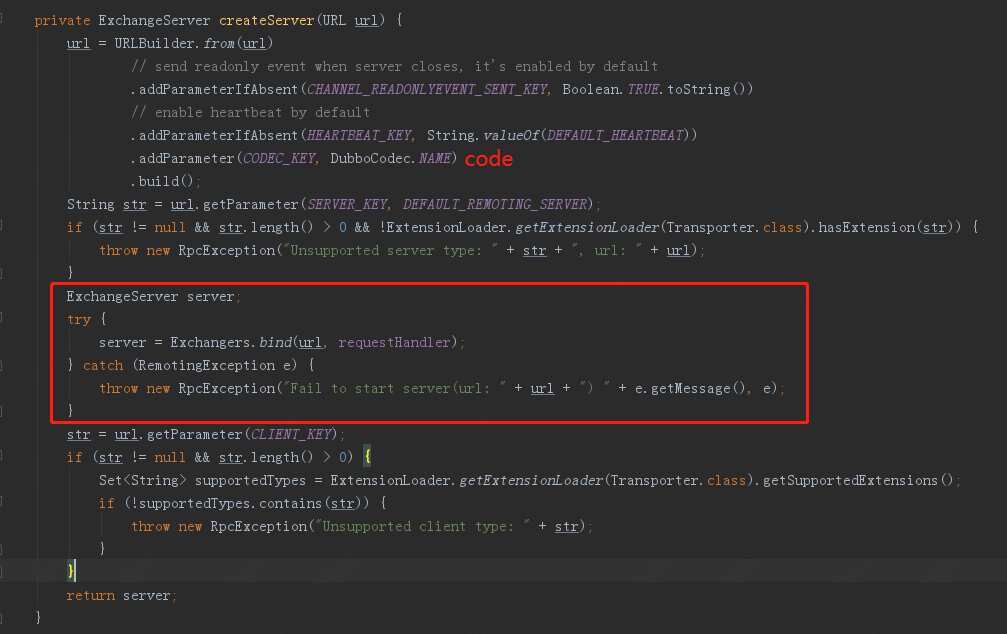 private ExchangeServer createServer(URL url) {
    url = URLBuilder.from(url)
            // send readonly event when server closes, it's enabled by default
            .addParameterIfAbsent(CHANNEL_READONLYEVENT_SENT_KEY, Boolean.TRUE.toString())
            // enable heartbeat by default
            .addParameterIfAbsent(HEARTBEAT_KEY, String.valueOf(DEFAULT_HEARTBEAT))
            .addParameter(CODEC_KEY, DubboCodec.NAME) code
            .build();
    String str = url.getParameter(SERVER_KEY, DEFAULT_REMOTING_SERVER);
    if (str != null && str.length() > 0 && !ExtensionLoader.getExtensionLoader(Transporter.class).hasExtension(str)) {
        throw new RpcException("Unsupported server type: " + str + ", url: " + url);
    }
    ExchangeServer server;
    try {
        server = Exchangers.bind(url, requestHandler);
    } catch (RemotingException e) {
        throw new RpcException("Fail to start server(url: " + url + ") " + e.getMessage(), e);
    }
    str = url.getParameter(CLIENT_KEY);
    if (str != null && str.length() > 0) {
        Set<String> supportedTypes = ExtensionLoader.getExtensionLoader(Transporter.class).getSupportedExtensions();
        if (!supportedTypes.contains(str)) {
            throw new RpcException("Unsupported client type: " + str);
        }
    }
    return server;
}